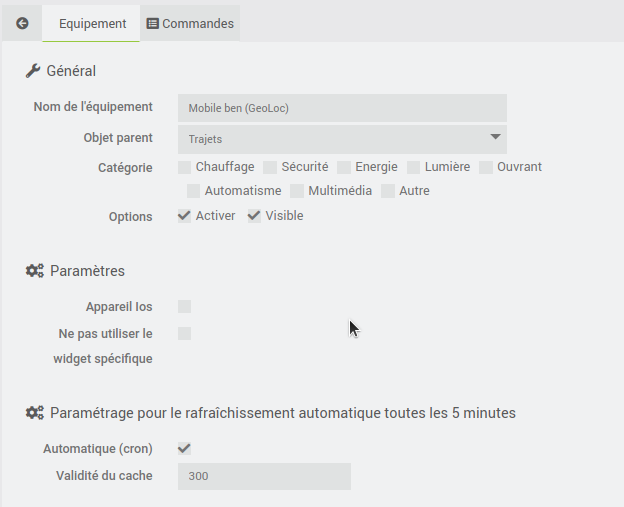 Equipement Commandes
Général
Nom de l'équipement Mobile ben (GeoLoc)
Objet parent Trajets
Catégorie Chauffage Sécurité Energie Lumière Ouvrant
Automatisme Multimédia Autre
Options Activer Visible
Paramètres
Appareil Ios
Ne pas utiliser le
widget spécifique
Paramétrage pour le rafraîchissement automatique toutes les 5 minutes
Automatique (cron)
Validité du cache 300